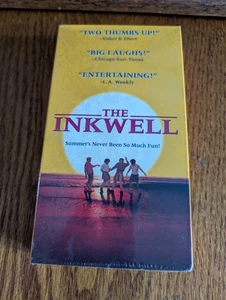 "TWO THUMBS UP!"
-Siskel & Ebert
"BIG LAUGHS!"
-Chicago Sun-Times
"ENTERTAINING!"
-L.A. Weekly
THE
INKWELL
Summer's Never Been So Much Fun!